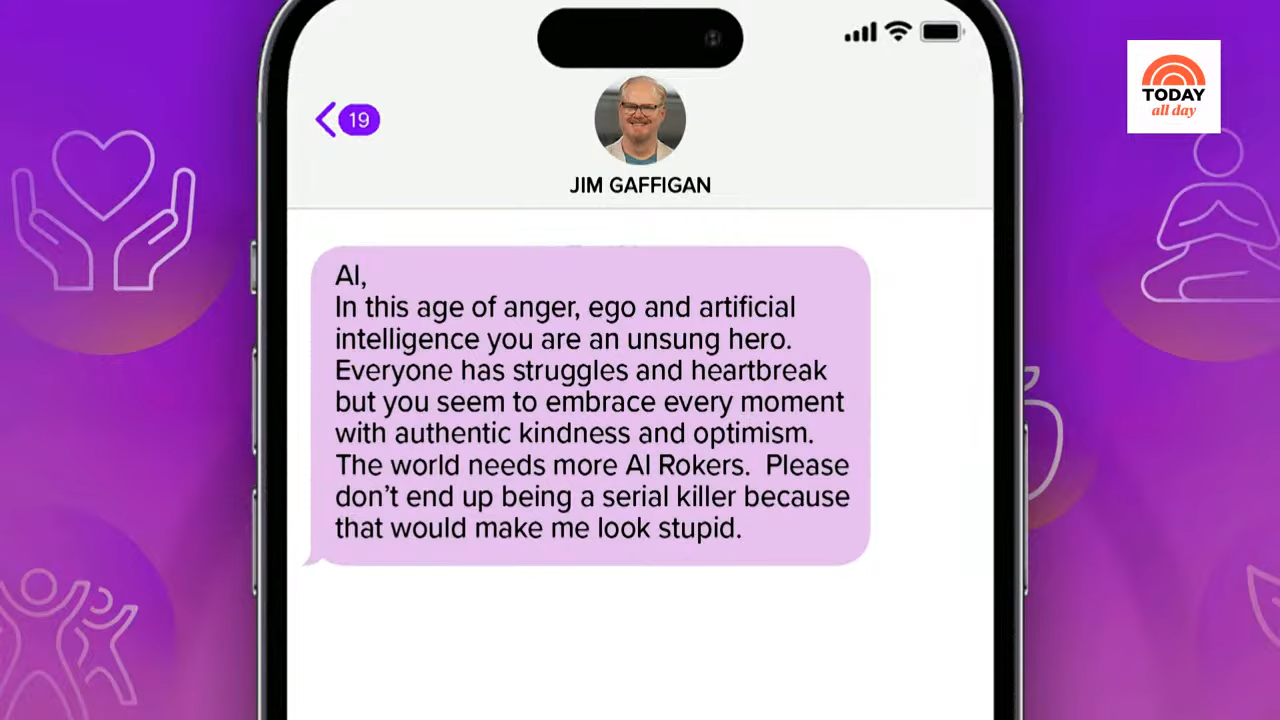 TODAY
all day
19
JIM GAFFIGAN
Al,
In this age of anger, ego and artificial
intelligence you are an unsung hero.
Everyone has struggles and heartbreak
but you seem to embrace every moment
with authentic kindness and optimism.
The world needs more Al Rokers.  Please
don’t end up being a serial killer because
that would make me look stupid.